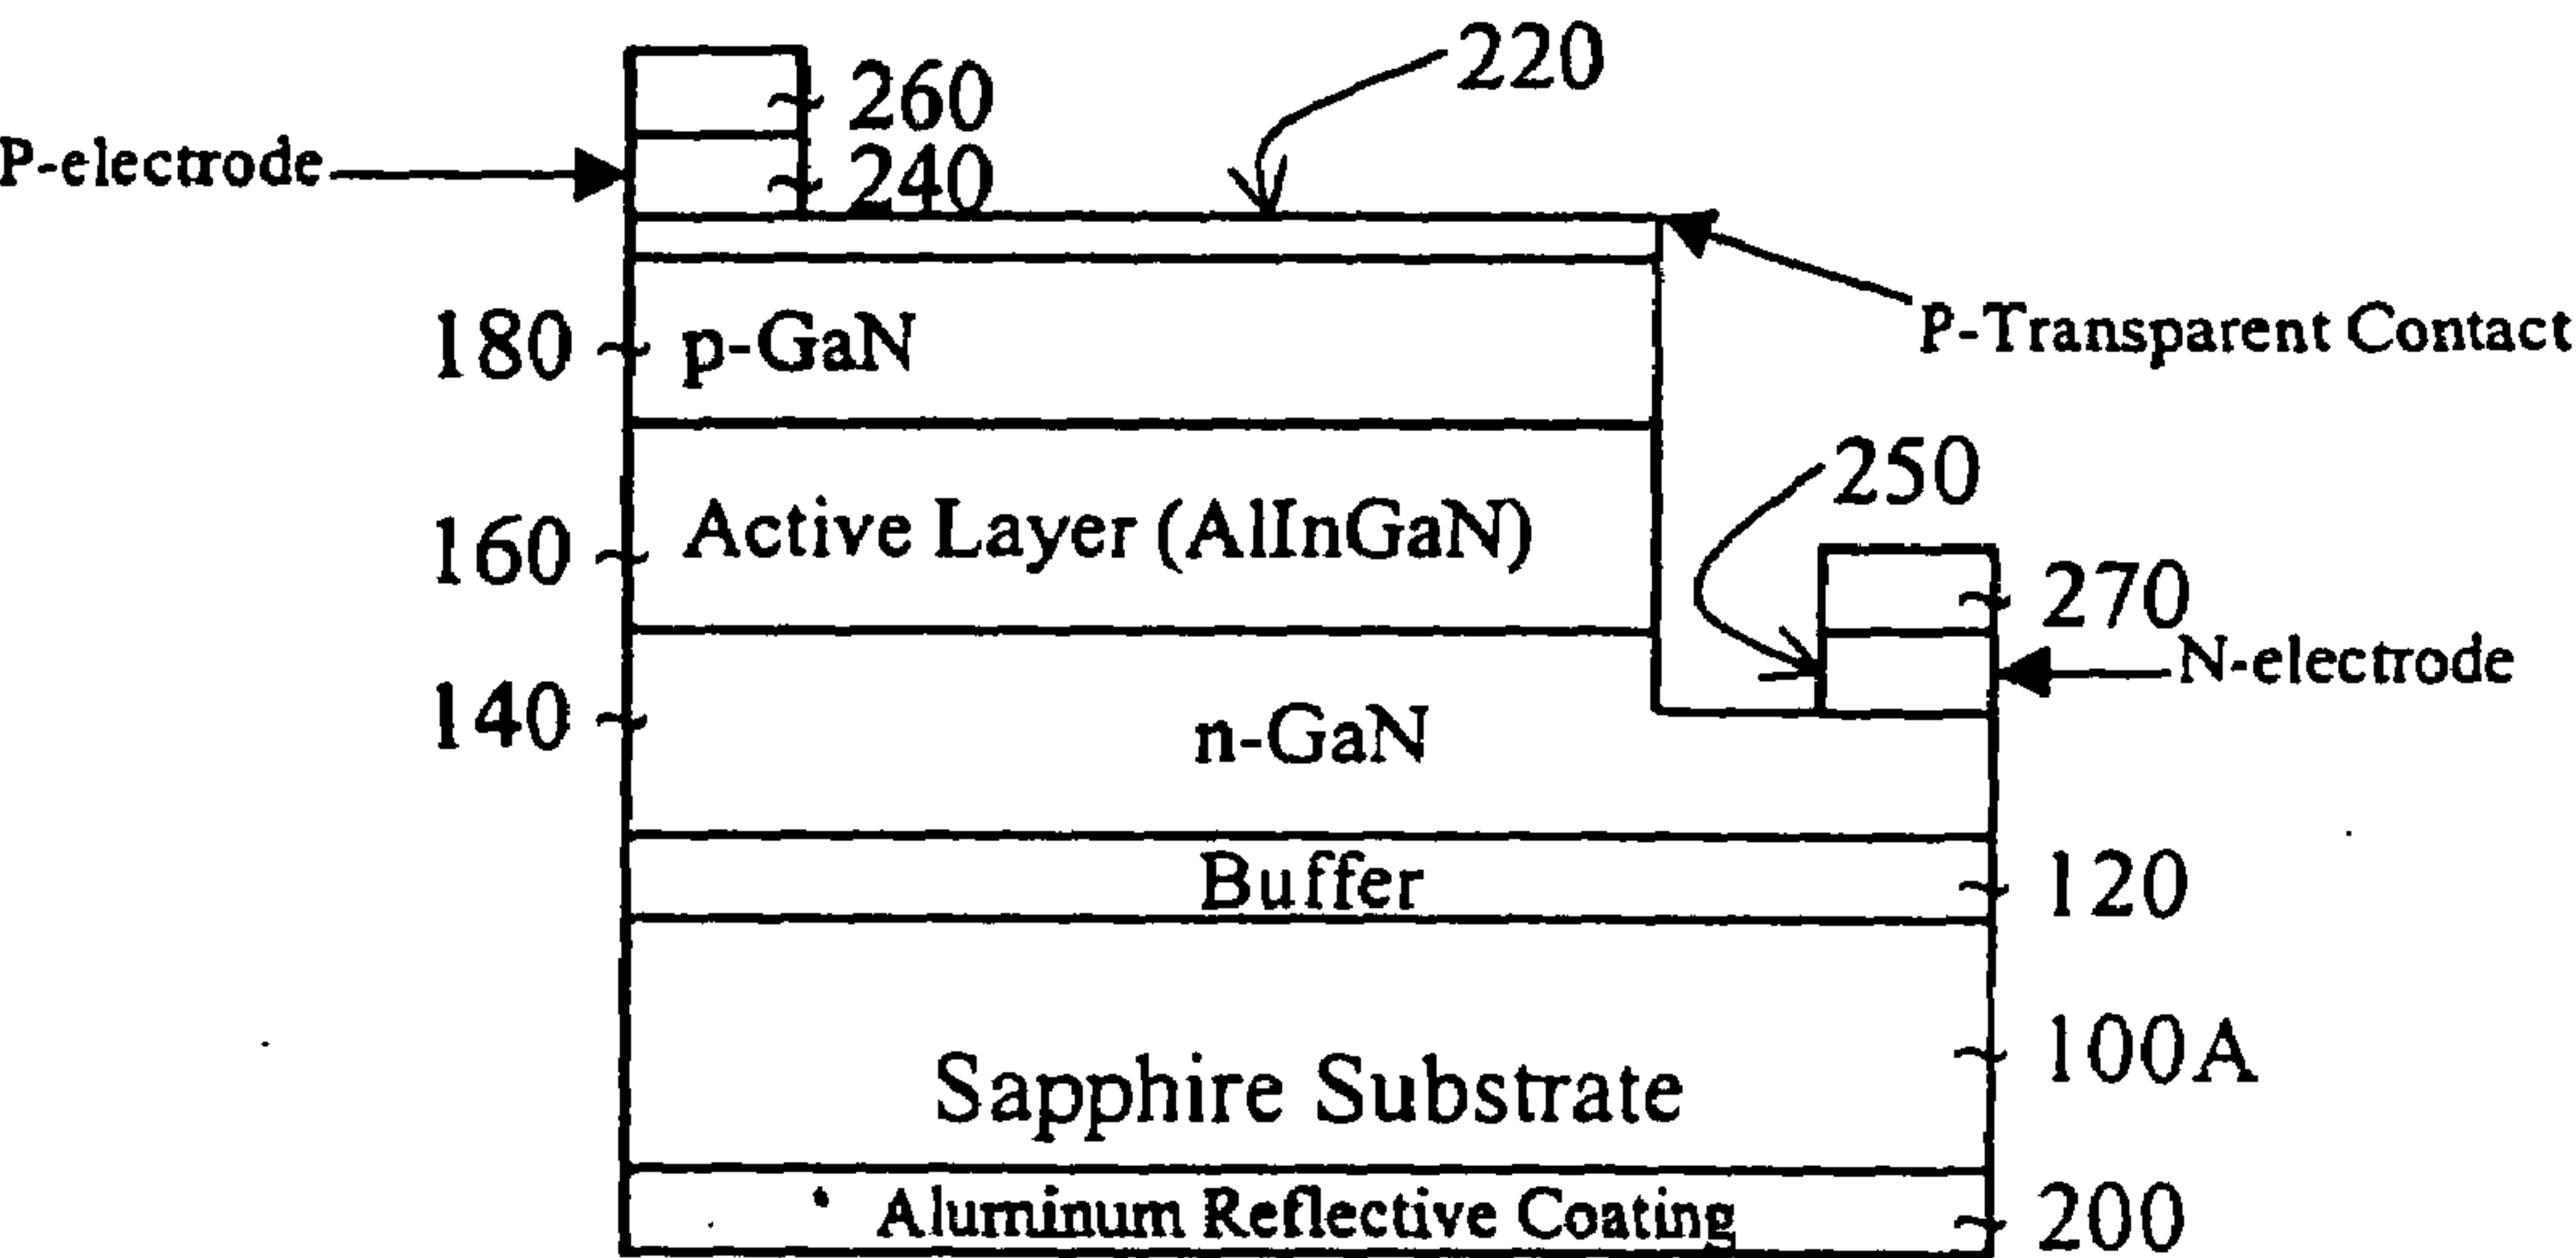 220
260
P-electrode
240
180
p-GaN
P-Transparent Contact
250
160
Active Layer (AlInGaN)
270
N-electrode
140
n-GaN
Buffer
120
100A
Sapphire Substrate
Aluminum Reflective Coating
200